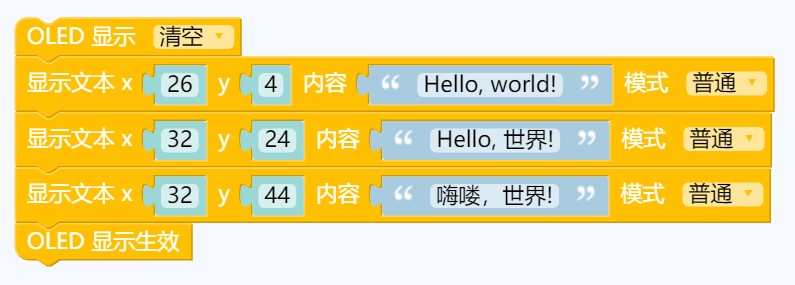 OLED 显示 清空
显示文本 x 26 y 4 内容 “ Hello, world! ” 模式 普通
显示文本 x 32 y 24 内容 “ Hello, 世界! ” 模式 普通
显示文本 x 32 y 44 内容 “ 嗨喽，世界! ” 模式 普通
OLED 显示生效